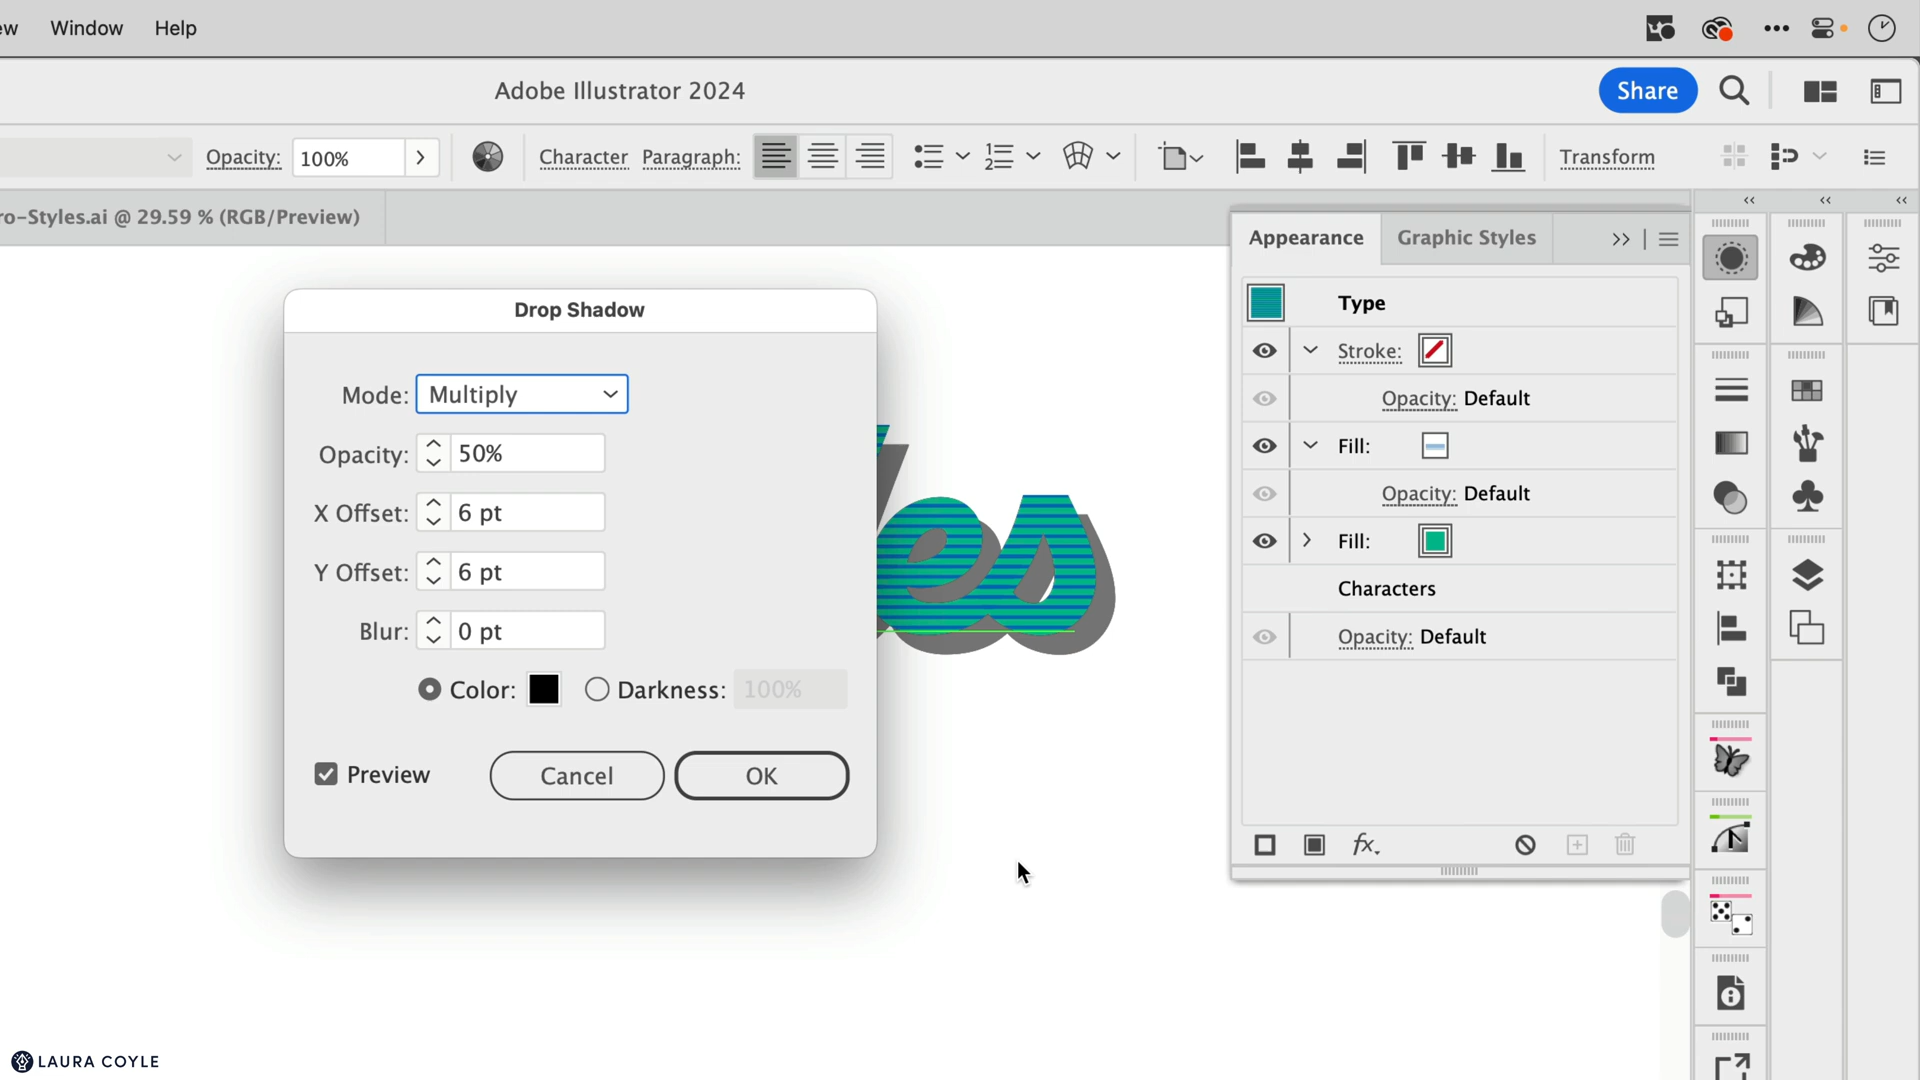 ew Window Help
Adobe Illustrator 2024
Share
Opacity: 100% Character Paragraph: Transform
ro-Styles.ai @ 29.59 % (RGB/Preview)
Appearance Graphic Styles
Drop Shadow
Mode: Multiply
Opacity: 50%
X Offset: 6 pt
Y Offset: 6 pt
Blur: 0 pt
Color: Darkness: 100%
Preview Cancel OK
es
Type
Stroke:
Opacity: Default
Fill:
Opacity: Default
Fill:
Characters
Opacity: Default
fx
LAURA COYLE